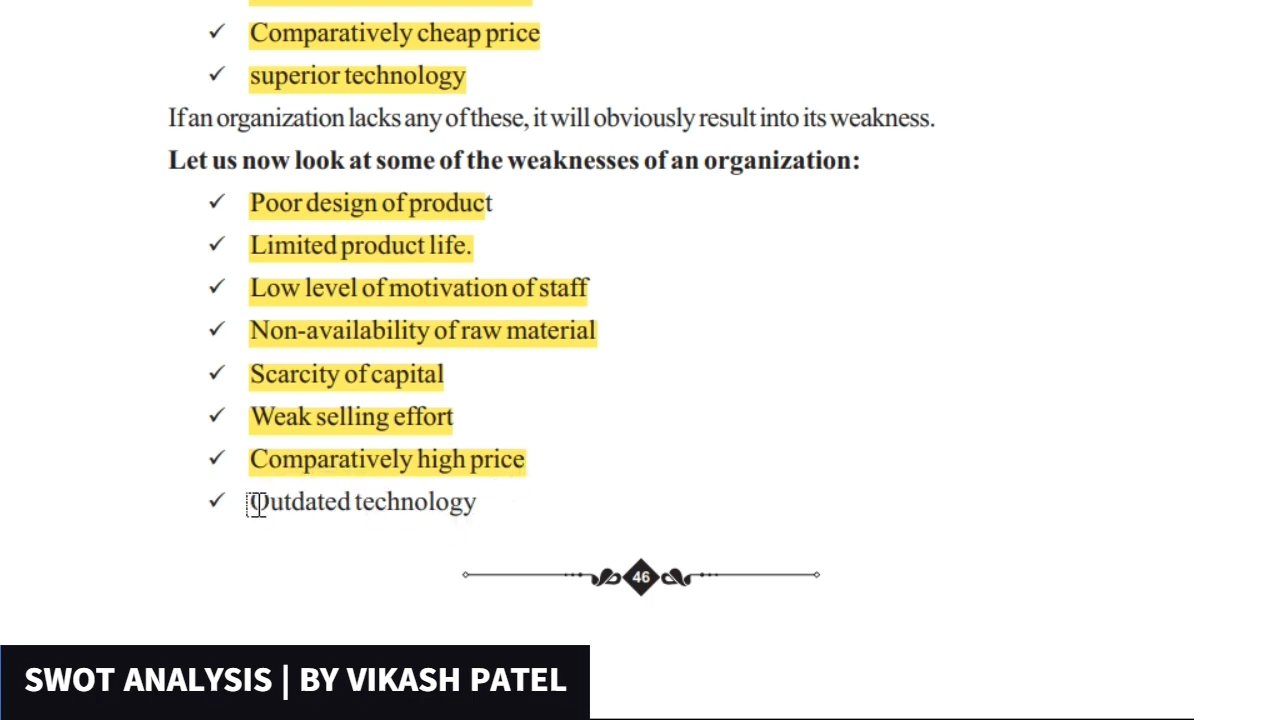 Comparatively cheap price
superior technology
If an organization lacks any of these, it will obviously result into its weakness.
Let us now look at some of the weaknesses of an organization:
Poor design of product
Limited product life.
Low level of motivation of staff
Non-availability of raw material
Scarcity of capital
Weak selling effort
Comparatively high price
Outdated technology
46
SWOT ANALYSIS | BY VIKASH PATEL